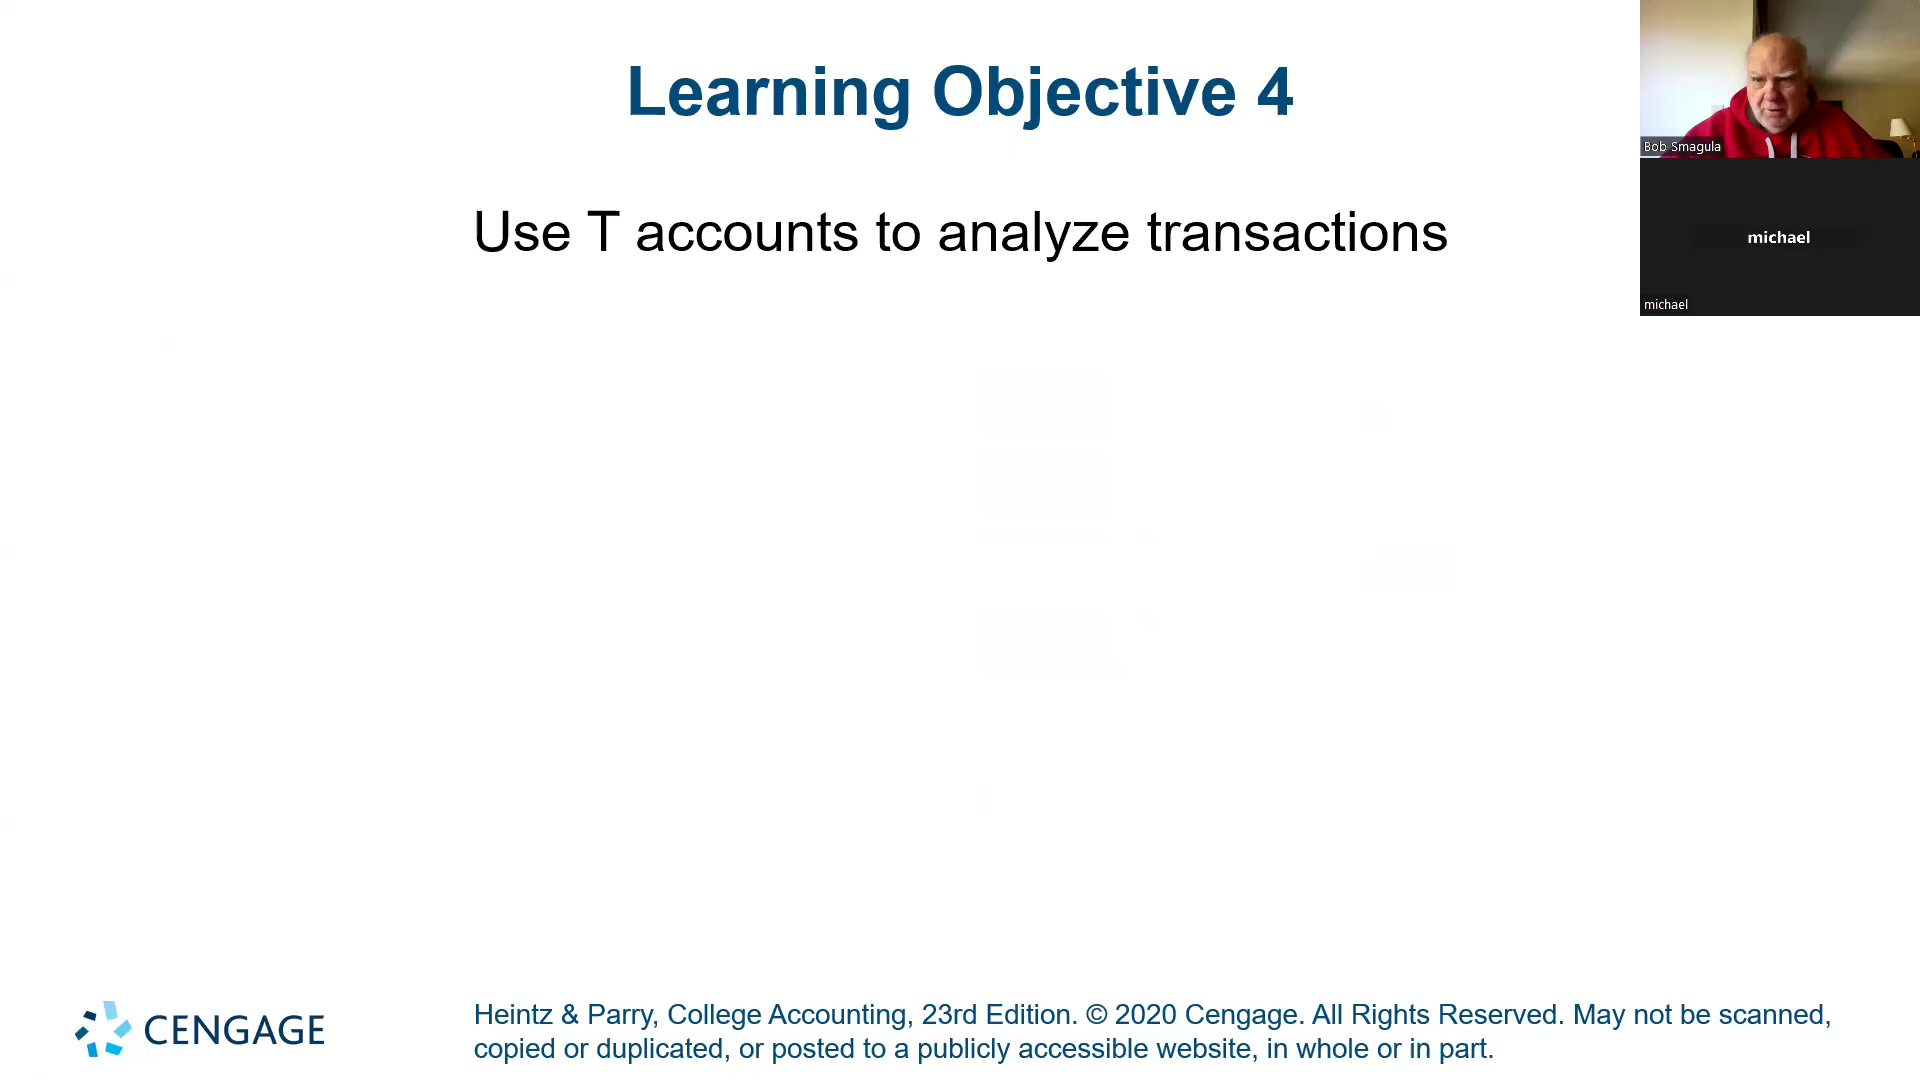 Learning Objective 4
Use T accounts to analyze transactions
Bob Smagula
michael
michael
CENGAGE
Heintz & Parry, College Accounting, 23rd Edition. © 2020 Cengage. All Rights Reserved. May not be scanned,
copied or duplicated, or posted to a publicly accessible website, in whole or in part.